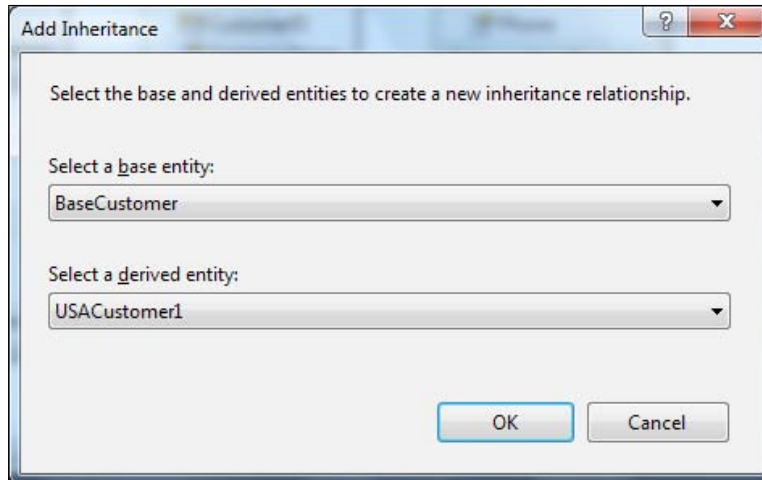 Add Inheritance
?
Select the base and derived entities to create a new inheritance relationship.
Select a base entity:
BaseCustomer
Select a derived entity:
USACustomer1
OK
Cancel